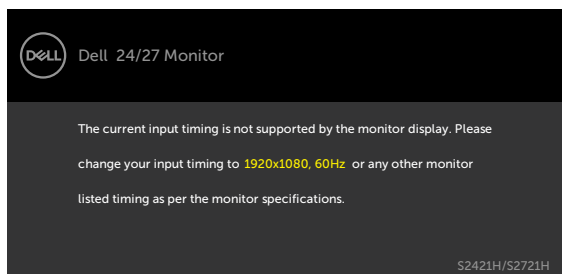 DELL
Dell 24/27 Monitor
The current input timing is not supported by the monitor display. Please
change your input timing to 1920x1080, 60Hz or any other monitor
listed timing as per the monitor specifications.
S2421H/S2721H